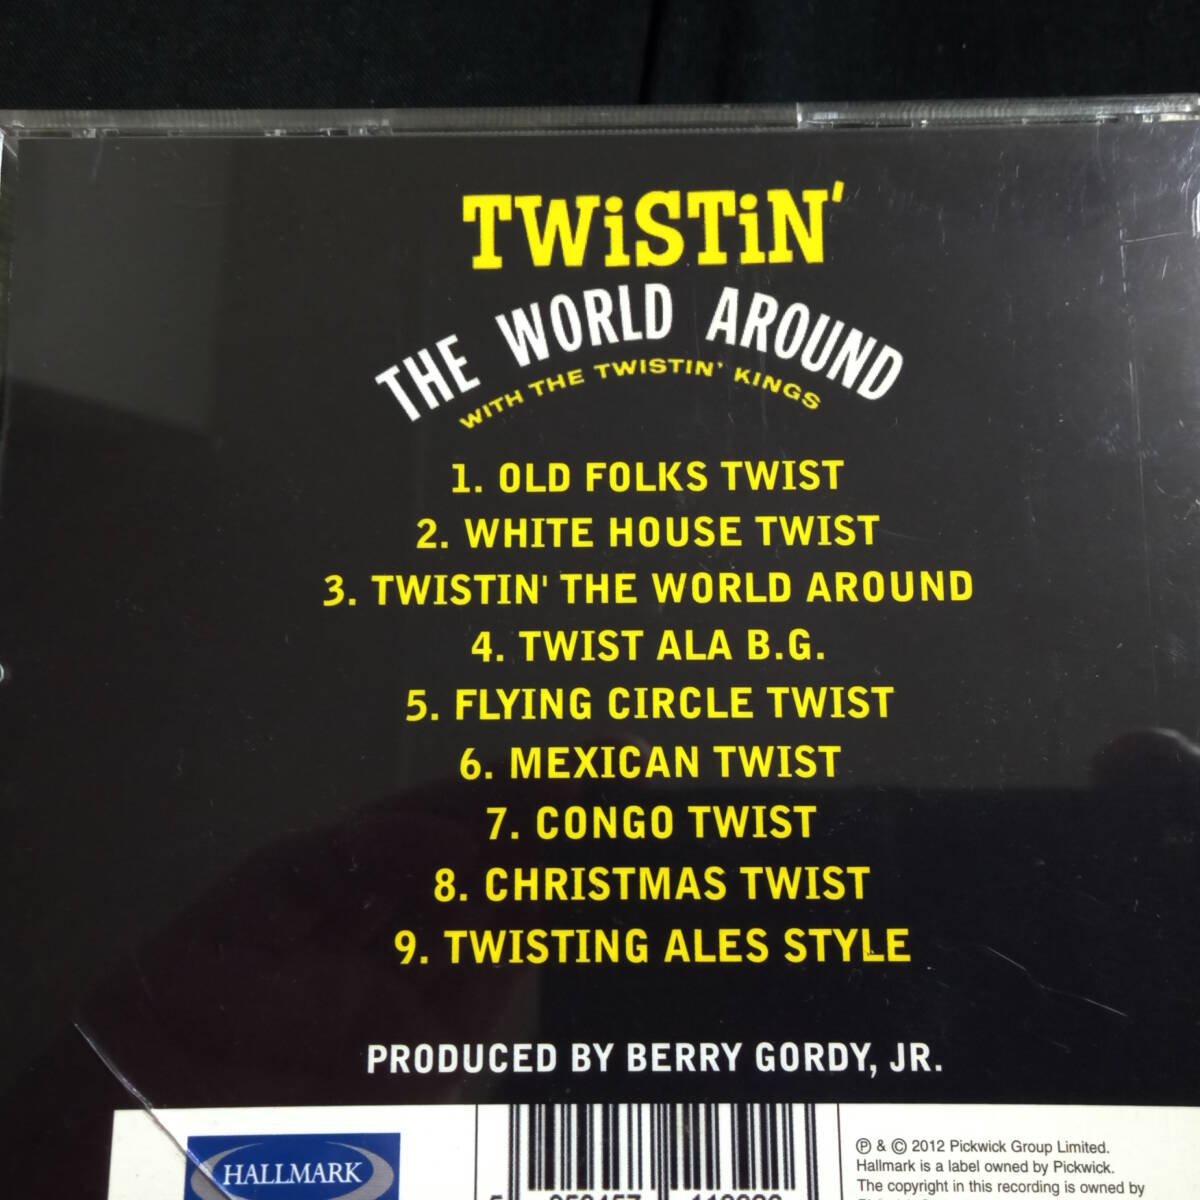 TWiSTiN'
THE WORLD AROUND
WITH THE TWISTIN' KINGS
1. OLD FOLKS TWIST
2. WHITE HOUSE TWIST
3. TWISTIN' THE WORLD AROUND
4. TWIST ALA B.G.
5. FLYING CIRCLE TWIST
6. MEXICAN TWIST
7. CONGO TWIST
8. CHRISTMAS TWIST
9. TWISTING ALES STYLE
PRODUCED BY BERRY GORDY, JR.
HALLMARK
℗ & © 2012 Pickwick Group Limited.
Hallmark is a label owned by Pickwick.
The copyright in this recording is owned by